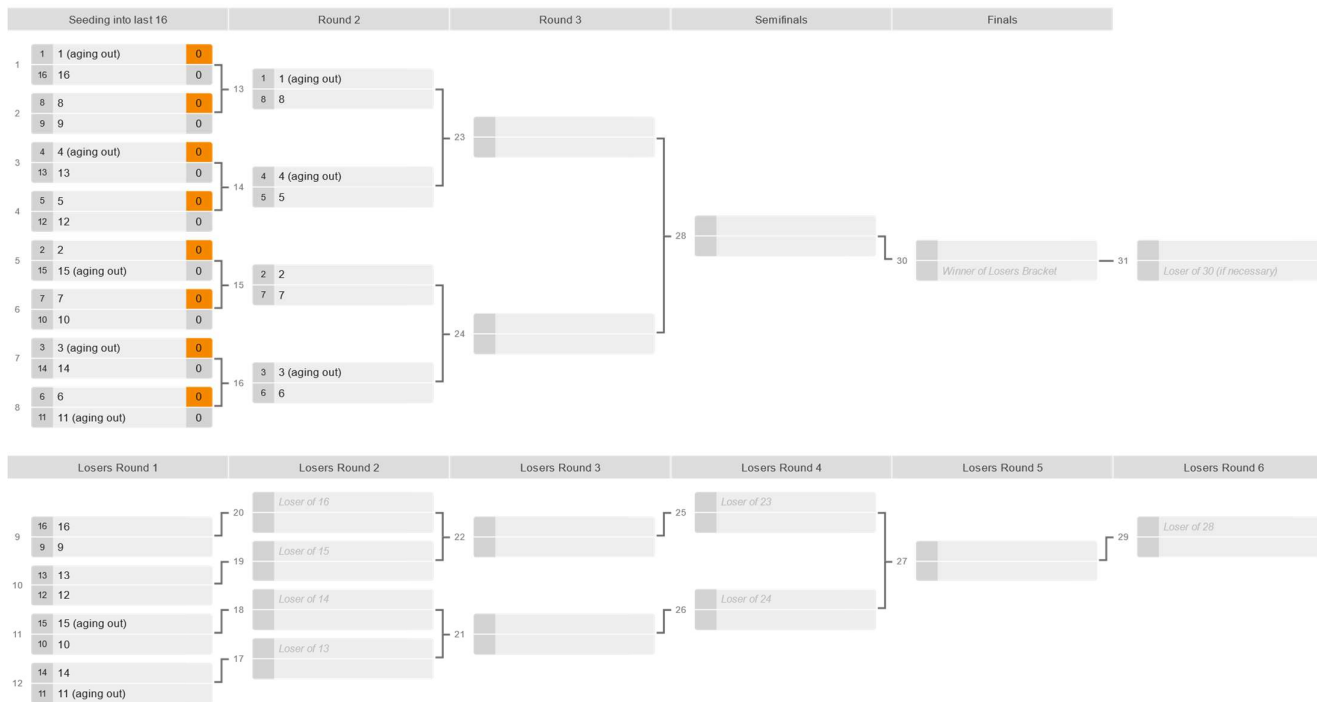 Seeding into last 16 Round 2 Round 3 Semifinals Finals
1 1 (aging out) 0
1
16 16 0
13
1 1 (aging out)
8 8
8 8 0
2
9 9 0
23
4 4 (aging out) 0
3
13 13 0
14
4 4 (aging out)
5 5
5 5 0
4
12 12 0
28
2 2 0
5
15 15 (aging out) 0
15
2 2
7 7
7 7 0
6
10 10 0
24
3 3 (aging out) 0
7
14 14 0
16
3 3 (aging out)
6 6
6 6 0
8
11 11 (aging out) 0
30
Winner of Losers Bracket
31
Loser of 30 (if necessary)
Losers Round 1 Losers Round 2 Losers Round 3 Losers Round 4 Losers Round 5 Losers Round 6
9
16 16
9 9
10
13 13
12 12
11
15 15 (aging out)
10 10
12
14 14
11 11 (aging out)
20
Loser of 16
19
Loser of 15
18
Loser of 14
17
Loser of 13
22
21
25
Loser of 23
26
Loser of 24
27
29
Loser of 28